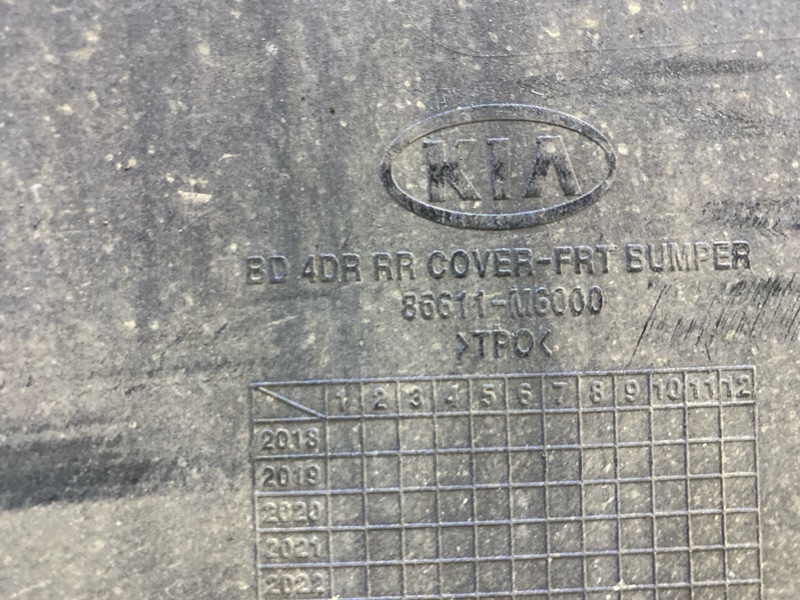 KIA
BD 4DR RR COVER-FRT BUMPER
86611-M6000
>TPO<
1 2 3 4 5 6 7 8 9 10 11 12
2018
2019
2020
2021
2022